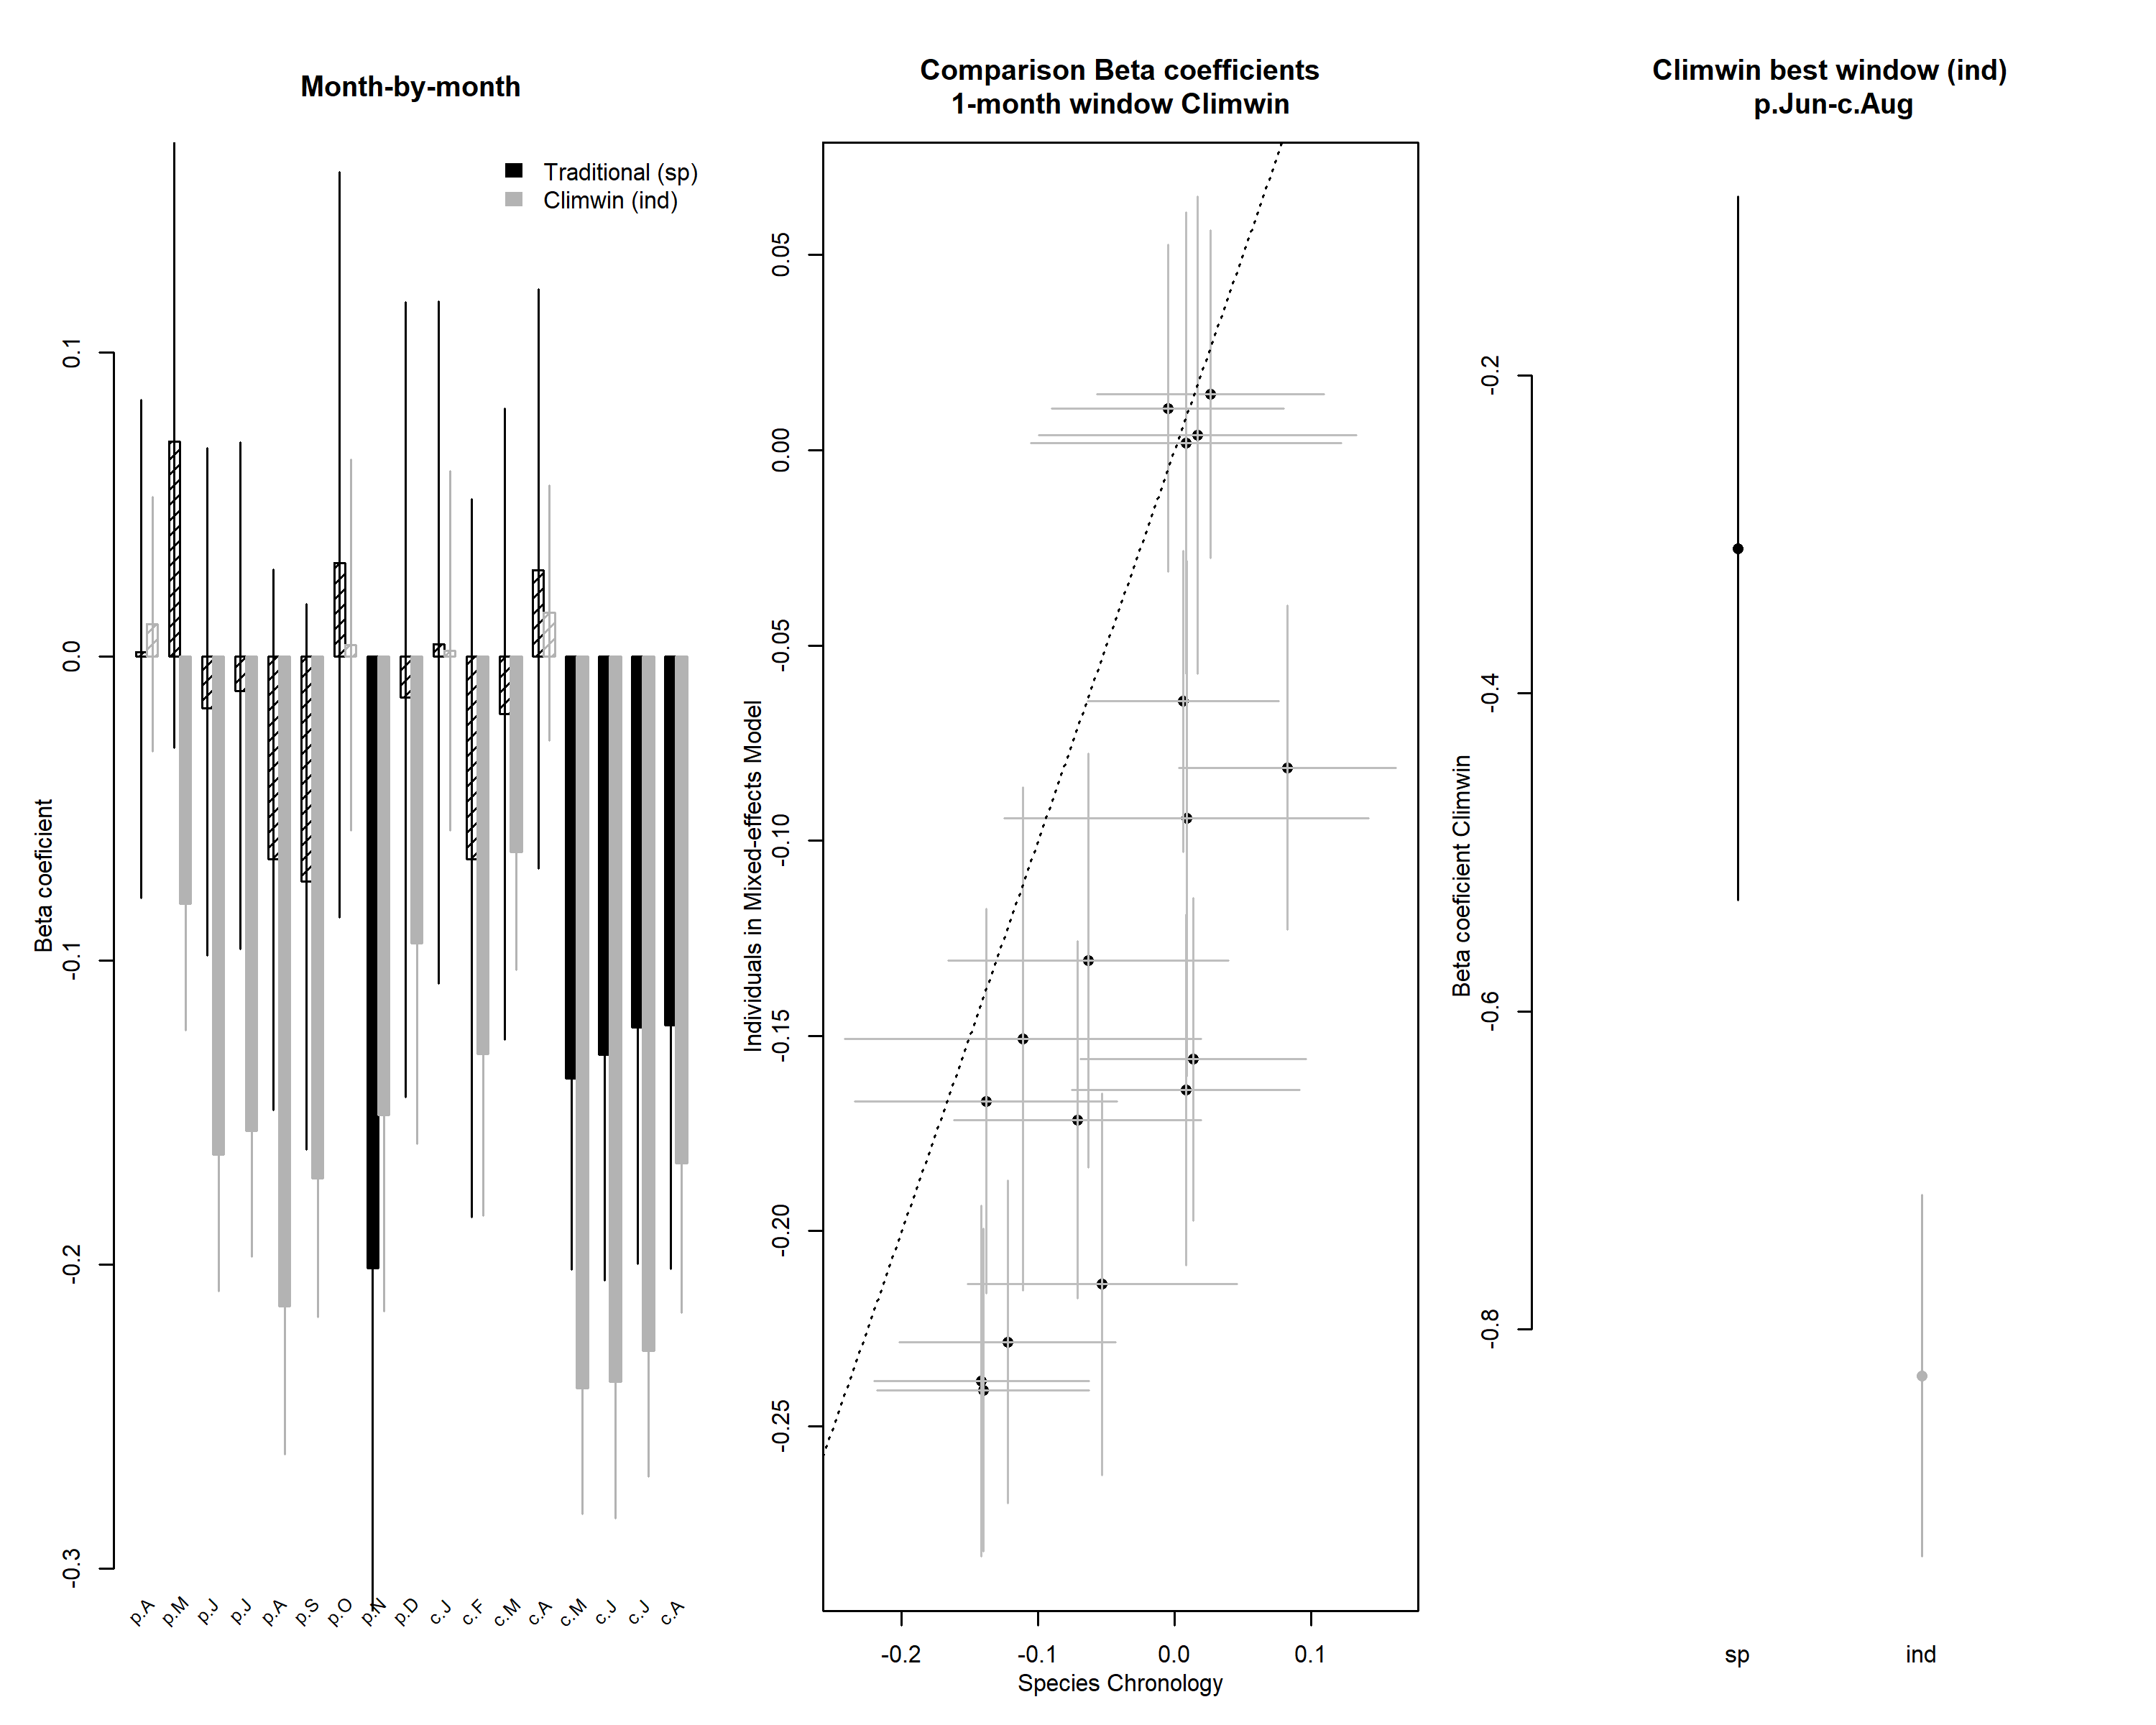 Month-by-month
Traditional (sp)
Climwin (ind)
Beta coeficient
0.1
0.0
-0.1
-0.2
-0.3
p.A
p.M
p.J
p.J
p.A
p.S
p.O
p.N
p.D
c.J
c.F
c.M
c.A
c.M
c.J
c.J
c.A
Comparison Beta coefficients
1-month window Climwin
Individuals in Mixed-effects Model
0.05
0.00
-0.05
-0.10
-0.15
-0.20
-0.25
-0.2
-0.1
0.0
0.1
Species Chronology
Climwin best window (ind)
p.Jun-c.Aug
Beta coeficient Climwin
-0.2
-0.4
-0.6
-0.8
sp
ind